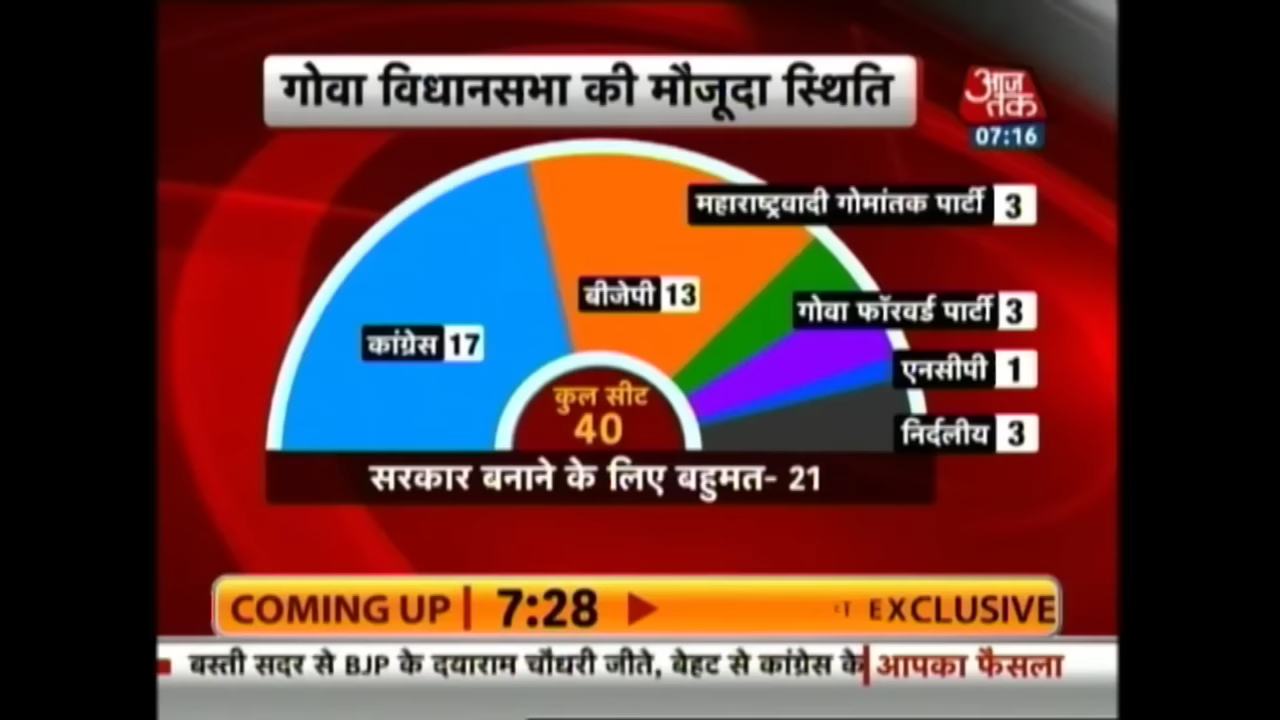 गोवा विधानसभा की मौजूदा स्थिति
आज
तक
07:16
महाराष्ट्रवादी गोमांतक पार्टी 3
बीजेपी 13
गोवा फॉरवर्ड पार्टी 3
कांग्रेस 17
एनसीपी 1
कुल सीट
40
निर्दलीय 3
सरकार बनाने के लिए बहुमत- 21
COMING UP 7:28 EXCLUSIVE
बस्ती सदर से BJP के दयाराम चौधरी जीते, बेहट से कांग्रेस के आपका फैसला